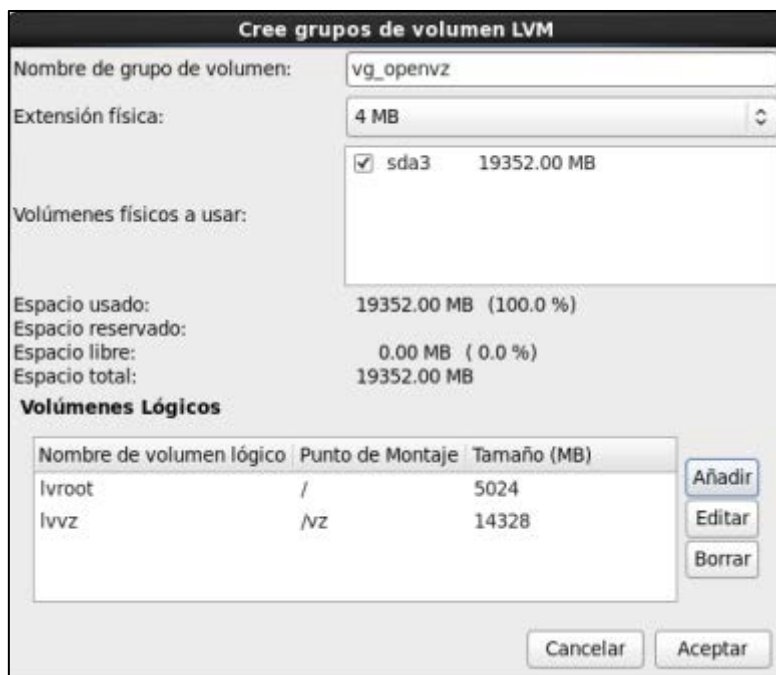 Cree grupos de volumen LVM
Nombre de grupo de volumen: vg_openvz
Extensión física: 4 MB
sda3 19352.00 MB
Volúmenes físicos a usar:
Espacio usado: 19352.00 MB (100.0 %)
Espacio reservado:
Espacio libre: 0.00 MB ( 0.0 %)
Espacio total: 19352.00 MB
Volúmenes Lógicos
Nombre de volumen lógico Punto de Montaje Tamaño (MB)
lvroot / 5024
lvvz /vz 14328
Añadir
Editar
Borrar
Cancelar Aceptar